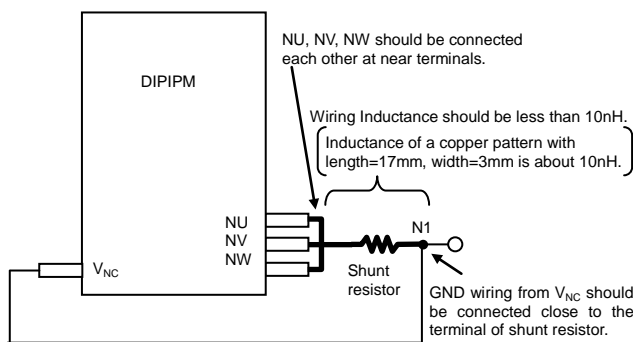 NU, NV, NW should be connected
each other at near terminals.
DIPIPM
Wiring Inductance should be less than 10nH.
Inductance of a copper pattern with
length=17mm, width=3mm is about 10nH.
NU
NV
NW
N1
VNC
Shunt
resistor
GND wiring from VNC should
be connected close to the
terminal of shunt resistor.